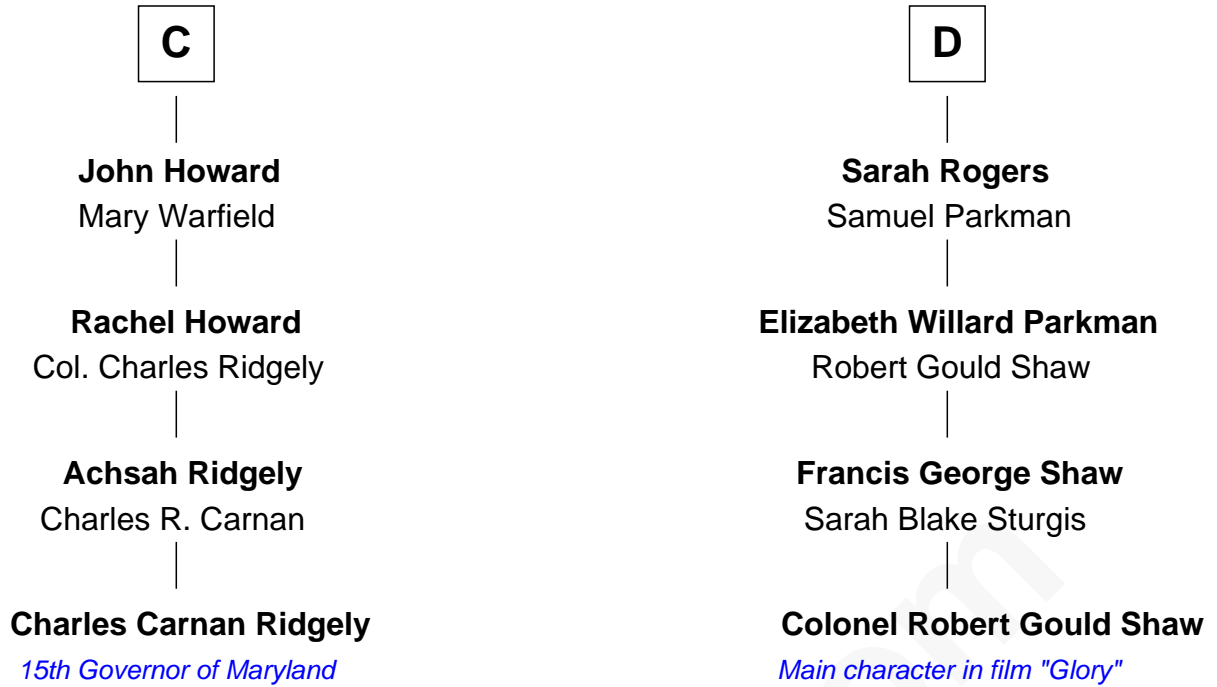 C
John Howard
Mary Warfield
Rachel Howard
Col. Charles Ridgely
Achsah Ridgely
Charles R. Carnan
Charles Carnan Ridgely
15th Governor of Maryland
D
Sarah Rogers
Samuel Parkman
Elizabeth Willard Parkman
Robert Gould Shaw
Francis George Shaw
Sarah Blake Sturgis
Colonel Robert Gould Shaw
Main character in film "Glory"